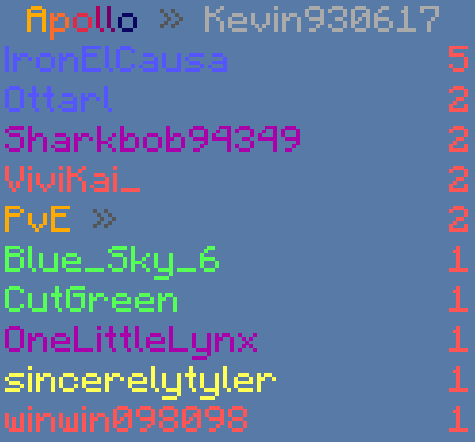 Apollo » Kevin930617
IronElCausa 5
Ottarl 2
Sharkbob94349 2
ViviKai_ 2
PvE » 2
Blue_Sky_6 1
CutGreen 1
OneLittleLynx 1
sincerelytyler 1
winwin098098 1